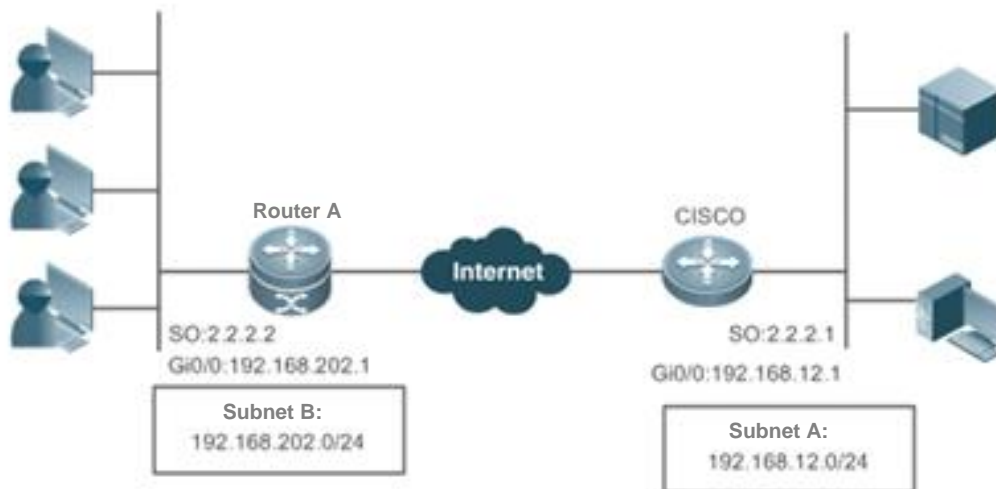 Router A
CISCO
Internet
SO:2.2.2.2
Gi0/0:192.168.202.1
SO:2.2.2.1
Gi0/0:192.168.12.1
Subnet B:
192.168.202.0/24
Subnet A:
192.168.12.0/24